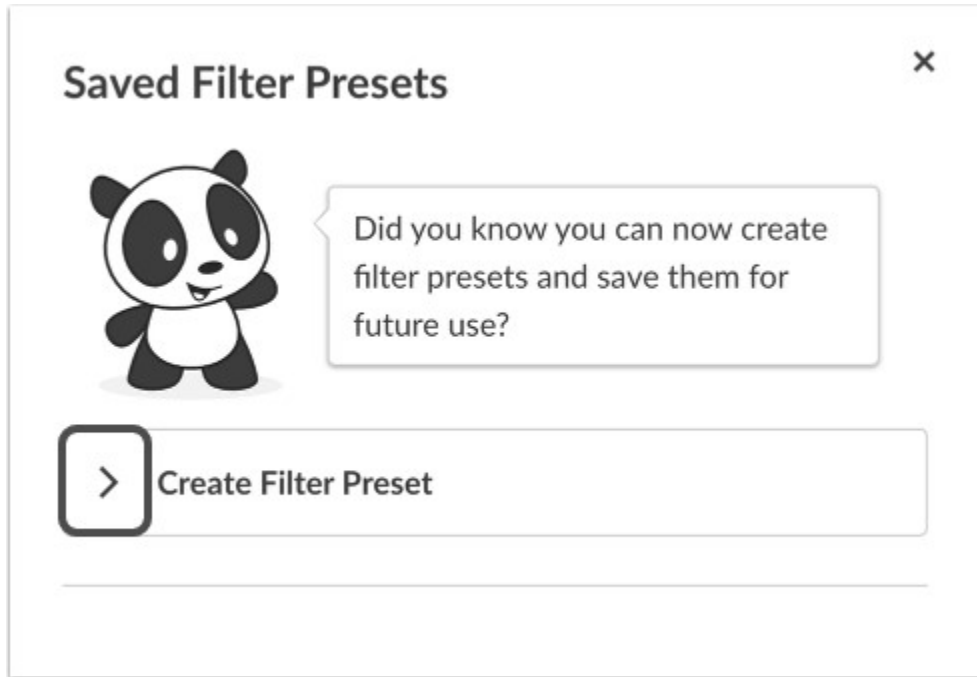 Saved Filter Presets
Did you know you can now create
filter presets and save them for
future use?
Create Filter Preset